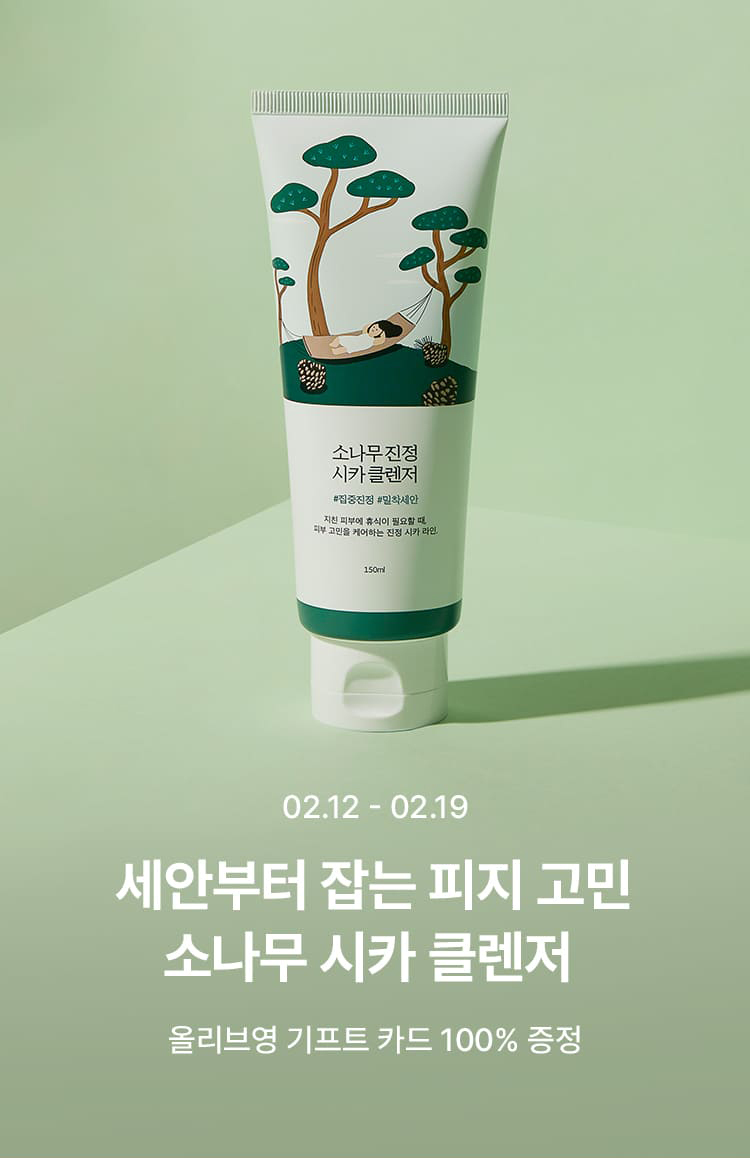 소나무 진정
시카 클렌저
#집중진정 #밀착세안
지친 피부에 휴식이 필요할 때,
피부 고민을 케어하는 진정 시카 라인.
150ml
02.12 - 02.19
세안부터 잡는 피지 고민
소나무 시카 클렌저
올리브영 기프트 카드 100% 증정